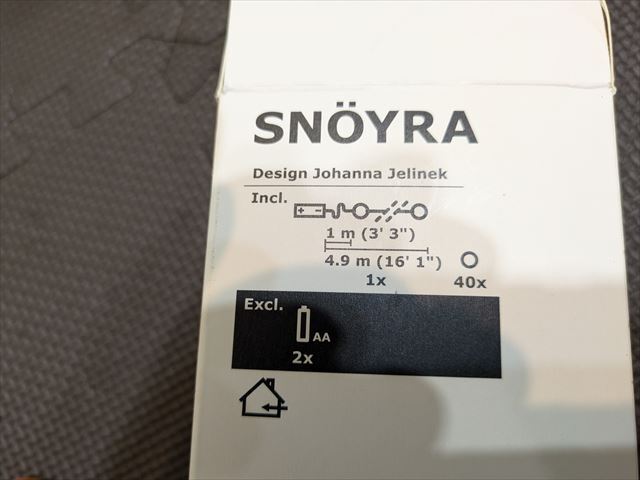 SNÖYRA
Design Johanna Jelinek
Incl.
1 m (3' 3")
4.9 m (16' 1")
1x
40x
Excl.
AA
2x